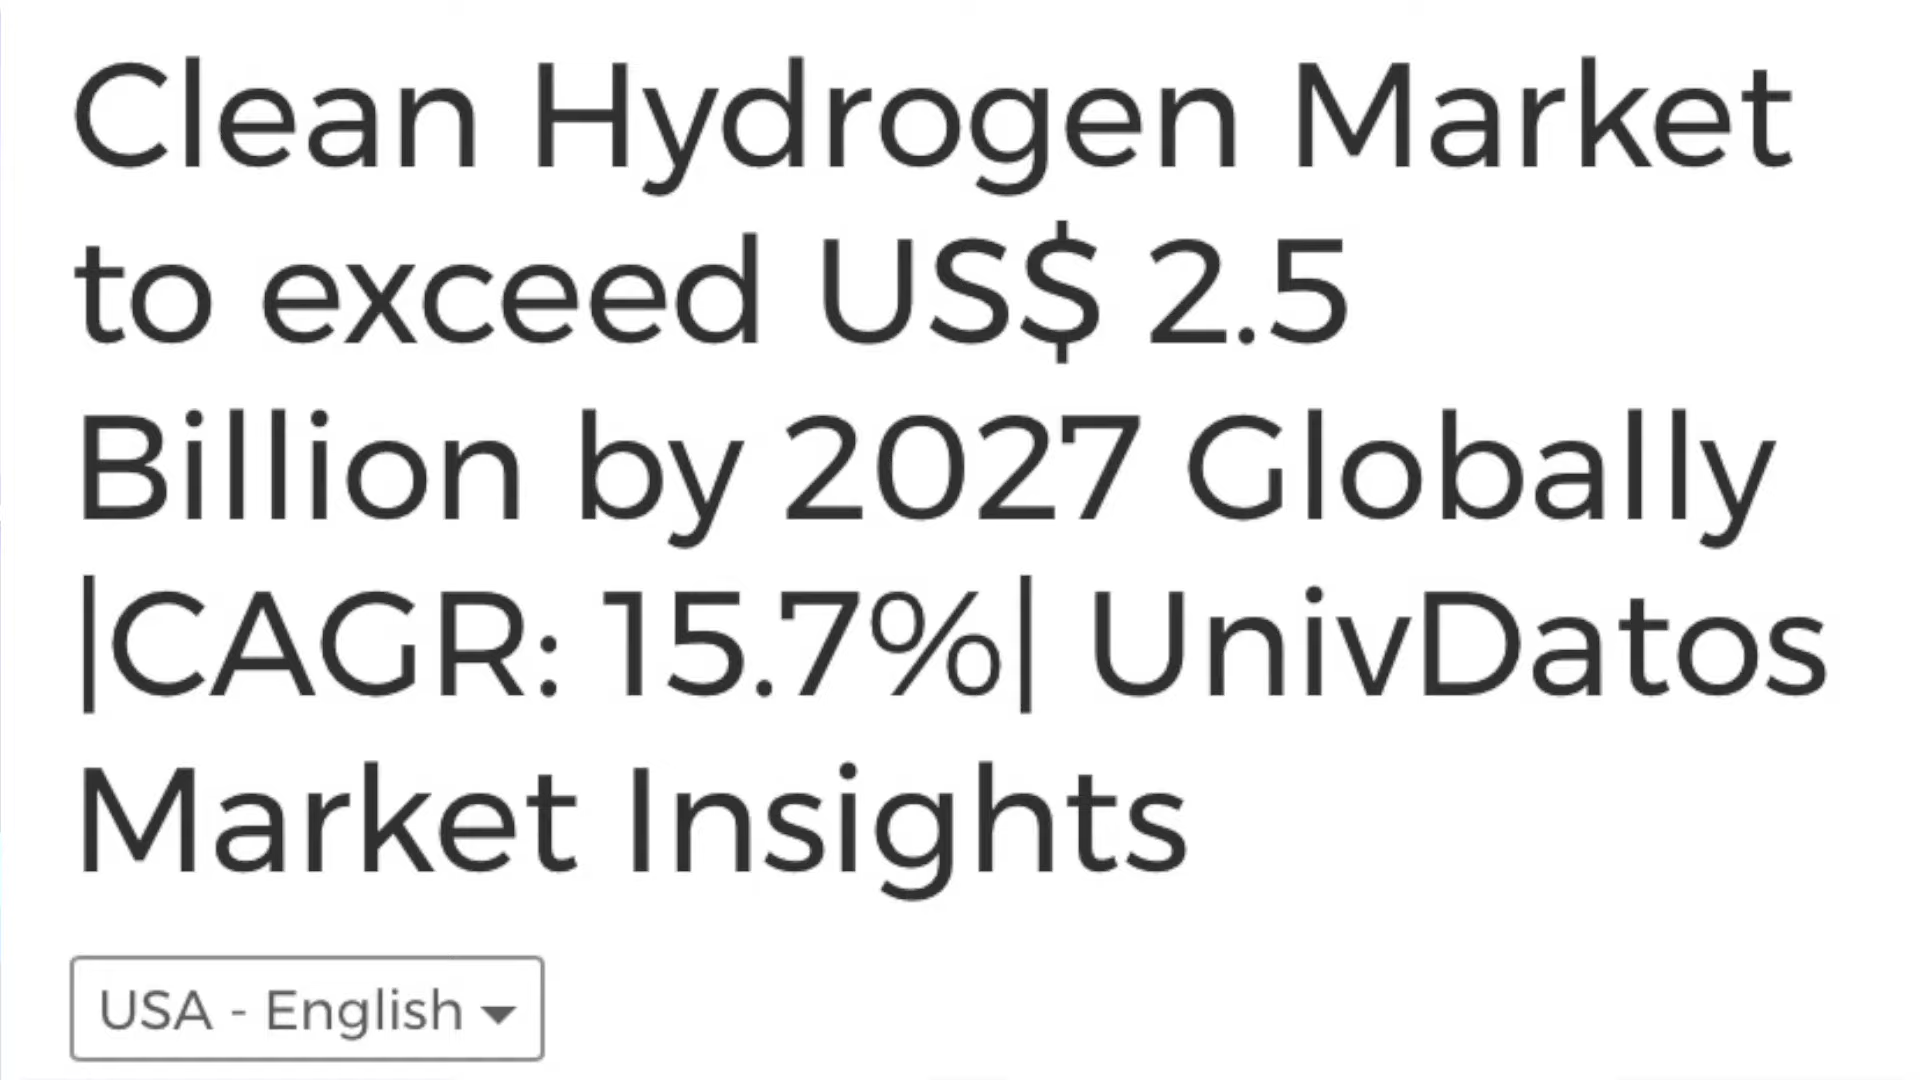 Clean Hydrogen Market
to exceed US$ 2.5
Billion by 2027 Globally
|CAGR: 15.7%| UnivDatos
Market Insights
USA - English